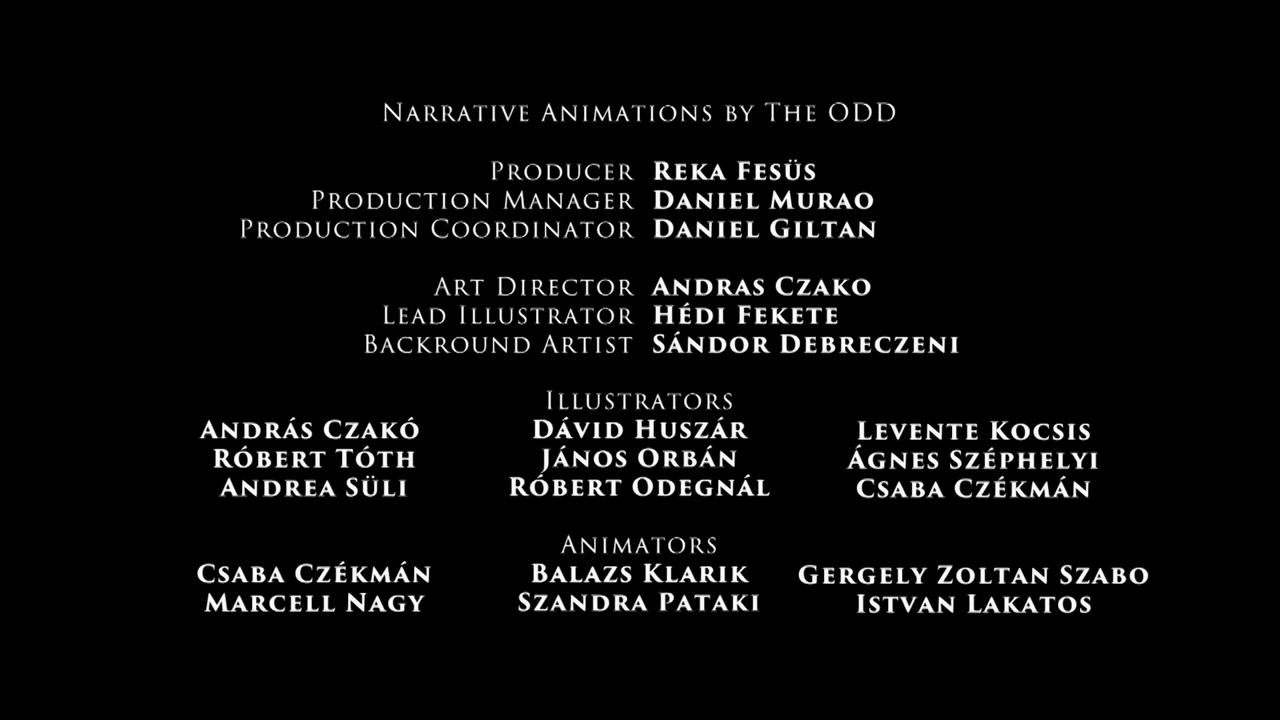 Narrative Animations by The ODD
Producer Reka Fesüs
Production Manager Daniel Murao
Production Coordinator Daniel Giltan
Art Director Andras Czako
Lead Illustrator Hédi Fekete
Backround Artist Sándor Debreczeni
Illustrators
András Czakó Dávid Huszár Levente Kocsis
Róbert Tóth János Orbán Ágnes Széphelyi
Andrea Süli Róbert Odegnál Csaba Czékmán
Animators
Csaba Czékmán Balazs Klarik Gergely Zoltan Szabo
Marcell Nagy Szandra Pataki Istvan Lakatos